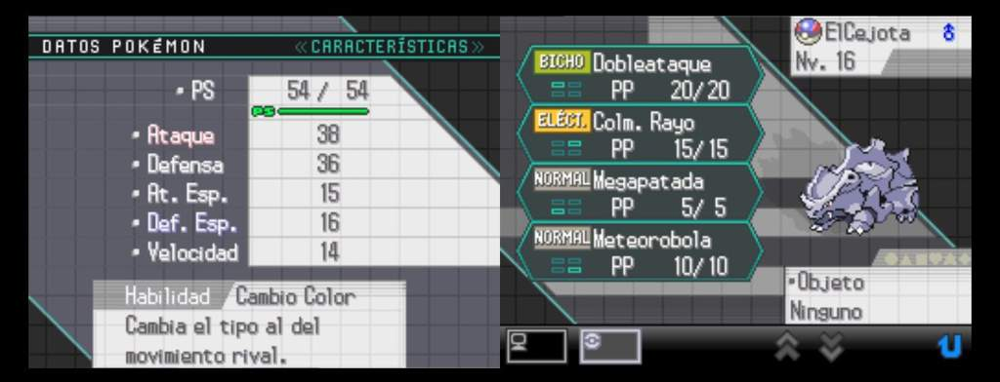 DATOS POKéMON
«CARACTERÍSTICAS»
• PS 54 / 54
PS
• Ataque 38
• Defensa 36
• At. Esp. 15
• Def. Esp. 16
• Velocidad 14
Habilidad Cambio Color
Cambia el tipo al del
movimiento rival.
BICHO Dobleataque
PP 20/20
ELÉCT. Colm. Rayo
PP 15/15
NORMAL Megapatada
PP 5/ 5
NORMAL Meteorobola
PP 10/10
ElCejota ♂
Nv. 16
•Objeto
Ninguno